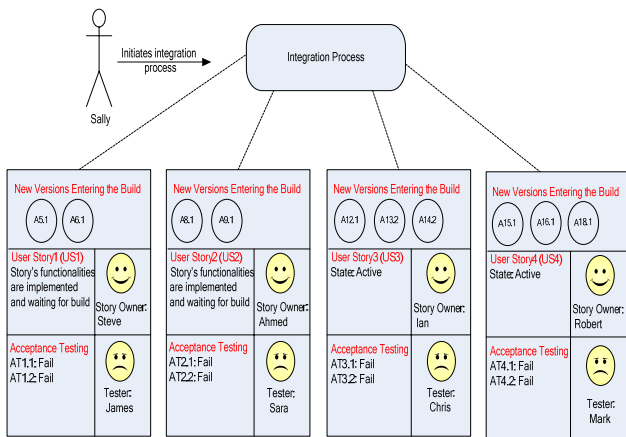 Initiates integration
process
Integration Process
Sally
New Versions Entering the Build
A5.1 A6.1
User Story1 (US1)
Story's functionalities
are implemented
and waiting for build
Story Owner:
Steve
Acceptance Testing
AT1.1: Fail
AT1.2: Fail
Tester:
James
New Versions Entering the Build
A8.1 A9.1
User Story2 (US2)
Story's functionalities
are implemented
and waiting for build
Story Owner:
Ahmed
Acceptance Testing
AT2.1: Fail
AT2.2: Fail
Tester:
Sara
New Versions Entering the Build
A12.1 A13.2 A14.2
User Story3 (US3)
State: Active
Story Owner:
Ian
Acceptance Testing
AT3.1: Fail
AT3.2: Fail
Tester:
Chris
New Versions Entering the Build
A15.1 A16.1 A18.1
User Story4 (US4)
State: Active
Story Owner:
Robert
Acceptance Testing
AT4.1: Fail
AT4.2: Fail
Tester:
Mark